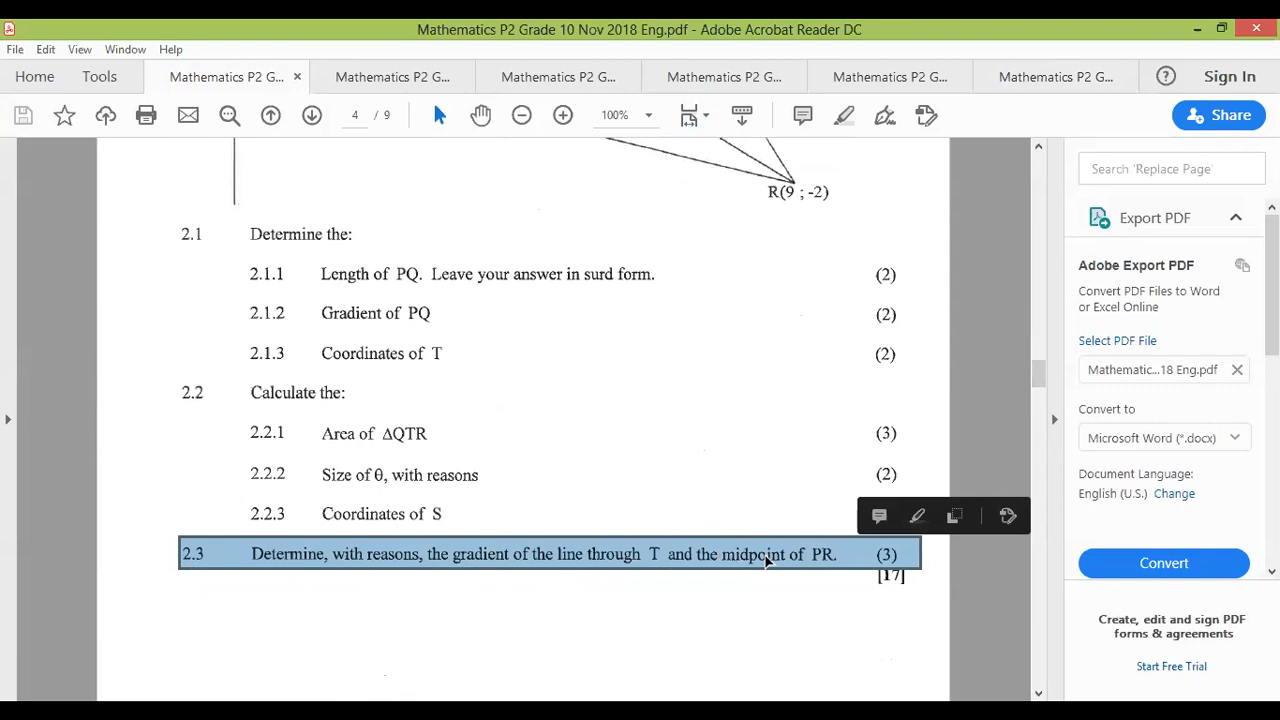 Mathematics P2 Grade 10 Nov 2018 Eng.pdf - Adobe Acrobat Reader DC
File Edit View Window Help
Home Tools Mathematics P2 G... × Mathematics P2 G... Mathematics P2 G... Mathematics P2 G... Mathematics P2 G... Mathematics P2 G... Sign In
4 / 9 100% Share
R(9 ; -2)
2.1 Determine the:
2.1.1 Length of PQ. Leave your answer in surd form. (2)
2.1.2 Gradient of PQ (2)
2.1.3 Coordinates of T (2)
2.2 Calculate the:
2.2.1 Area of ΔQTR (3)
2.2.2 Size of θ, with reasons (2)
2.2.3 Coordinates of S
2.3 Determine, with reasons, the gradient of the line through T and the midpoint of PR. (3)
[17]
Search 'Replace Page'
Export PDF
Adobe Export PDF
Convert PDF Files to Word
or Excel Online
Select PDF File
Mathematic...18 Eng.pdf
Convert to
Microsoft Word (*.docx)
Document Language:
English (U.S.) Change
Convert
Create, edit and sign PDF
forms & agreements
Start Free Trial